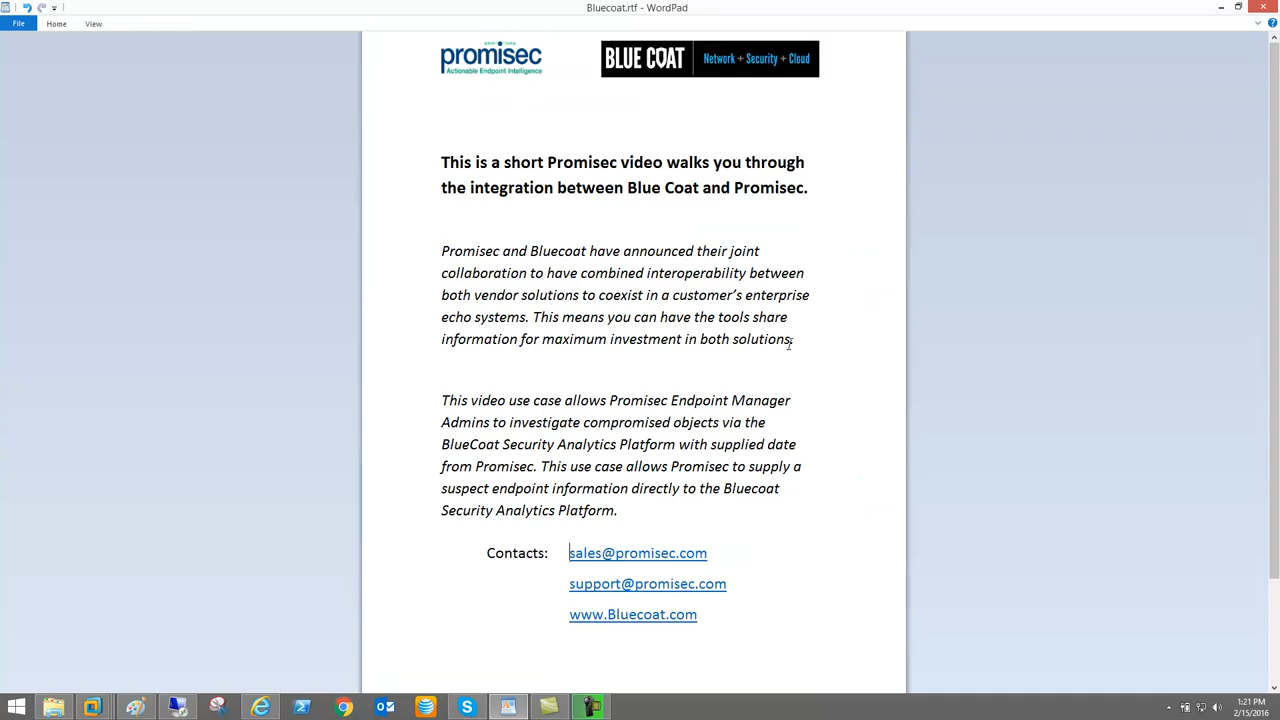 Bluecoat.rtf - WordPad
File Home View
promisec
Actionable Endpoint Intelligence
BLUE COAT Network + Security + Cloud
This is a short Promisec video walks you through
the integration between Blue Coat and Promisec.
Promisec and Bluecoat have announced their joint
collaboration to have combined interoperability between
both vendor solutions to coexist in a customer’s enterprise
echo systems. This means you can have the tools share
information for maximum investment in both solutions.
This video use case allows Promisec Endpoint Manager
Admins to investigate compromised objects via the
BlueCoat Security Analytics Platform with supplied date
from Promisec. This use case allows Promisec to supply a
suspect endpoint information directly to the Bluecoat
Security Analytics Platform.
Contacts: sales@promisec.com
support@promisec.com
www.Bluecoat.com
1:21 PM
2/15/2016